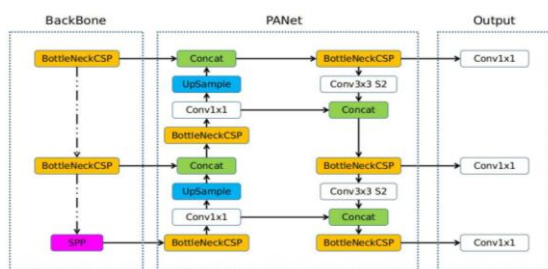 BackBone
PANet
Output
BottleNeckCSP
Concat
BottleNeckCSP
Conv1x1
UpSample
Conv3x3 S2
Conv1x1
Concat
BottleNeckCSP
BottleNeckCSP
Concat
BottleNeckCSP
Conv1x1
UpSample
Conv3x3 S2
Conv1x1
Concat
SPP
BottleNeckCSP
BottleNeckCSP
Conv1x1